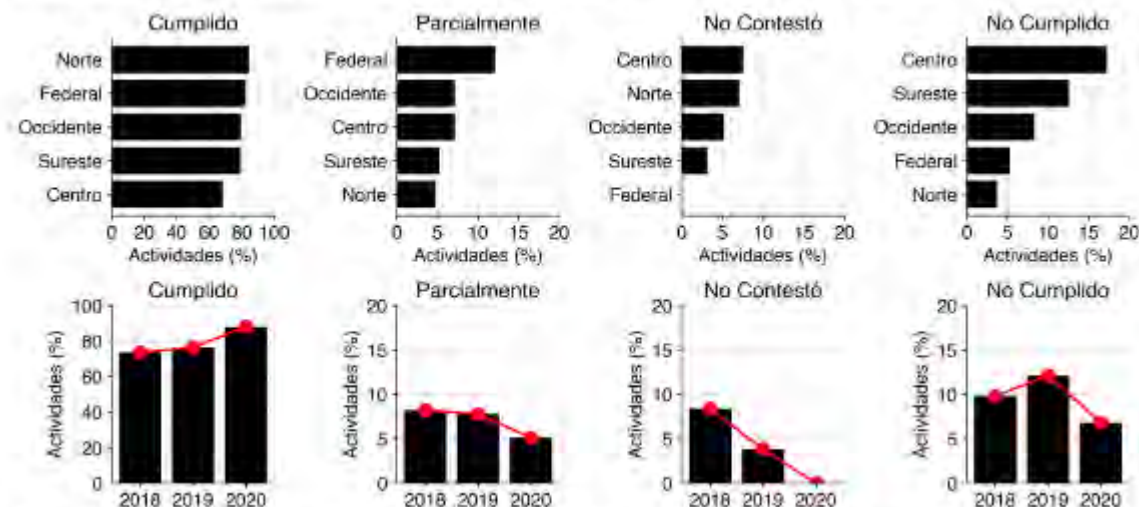 Cumplido
Norte
Federal
Occidente
Sureste
Centro
0 20 40 60 80 100
Actividades (%)
Parcialmente
Federal
Occidente
Centro
Sureste
Norte
0 5 10 15 20
Actividades (%)
No Contestó
Centro
Norte
Occidente
Sureste
Federal
0 5 10 15 20
Actividades (%)
No Cumplido
Centro
Sureste
Occidente
Federal
Norte
0 5 10 15 20
Actividades (%)
Cumplido
Actividades (%)
100
80
60
40
20
0
2018 2019 2020
Parcialmente
Actividades (%)
20
15
10
5
0
2018 2019 2020
No Contestó
Actividades (%)
20
15
10
5
0
2018 2019 2020
No Cumplido
Actividades (%)
20
15
10
5
0
2018 2019 2020